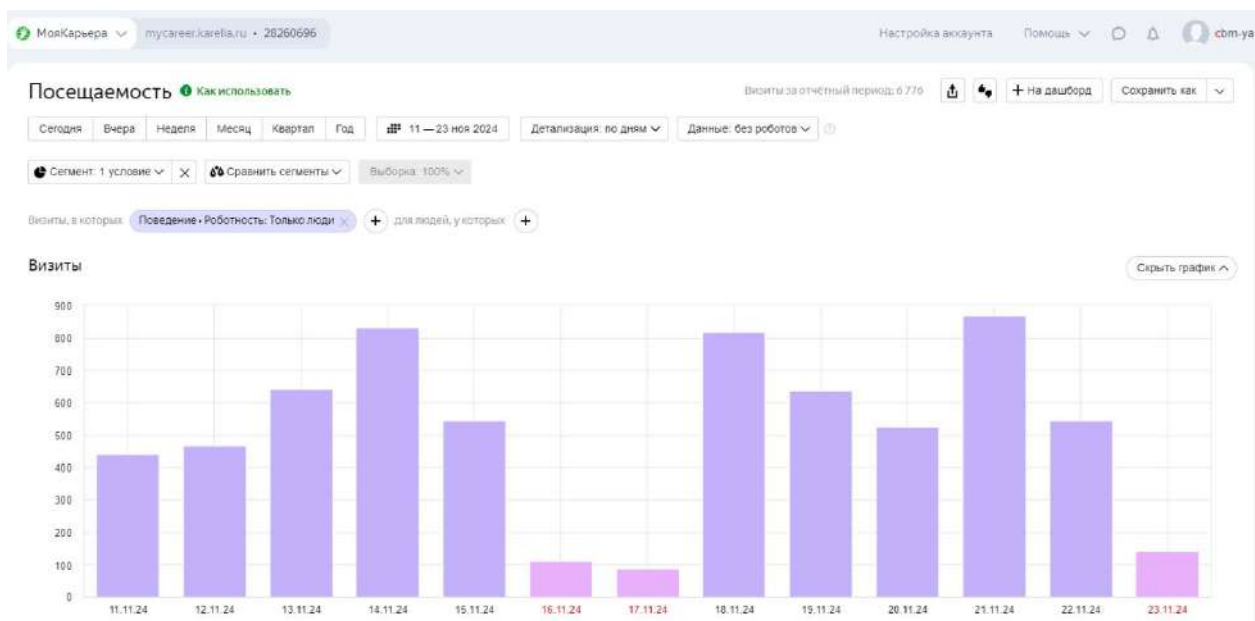 МояКарьера mycareer.karelia.ru • 28260696 Настройка аккаунта Помощь cbm-ya
Посещаемость Как использовать Визиты за отчётный период: 6 776 + На дашборд Сохранить как
Сегодня Вчера Неделя Месяц Квартал Год 11 — 23 ноя 2024 Детализация: по дням Данные: без роботов
Сегмент: 1 условие Сравнить сегменты Выборка: 100%
Визиты, в которых Поведение • Роботность: Только люди + для людей, у которых +
Визиты Скрыть график
900
800
700
600
500
400
300
200
100
0
11.11.24 12.11.24 13.11.24 14.11.24 15.11.24 16.11.24 17.11.24 18.11.24 19.11.24 20.11.24 21.11.24 22.11.24 23.11.24